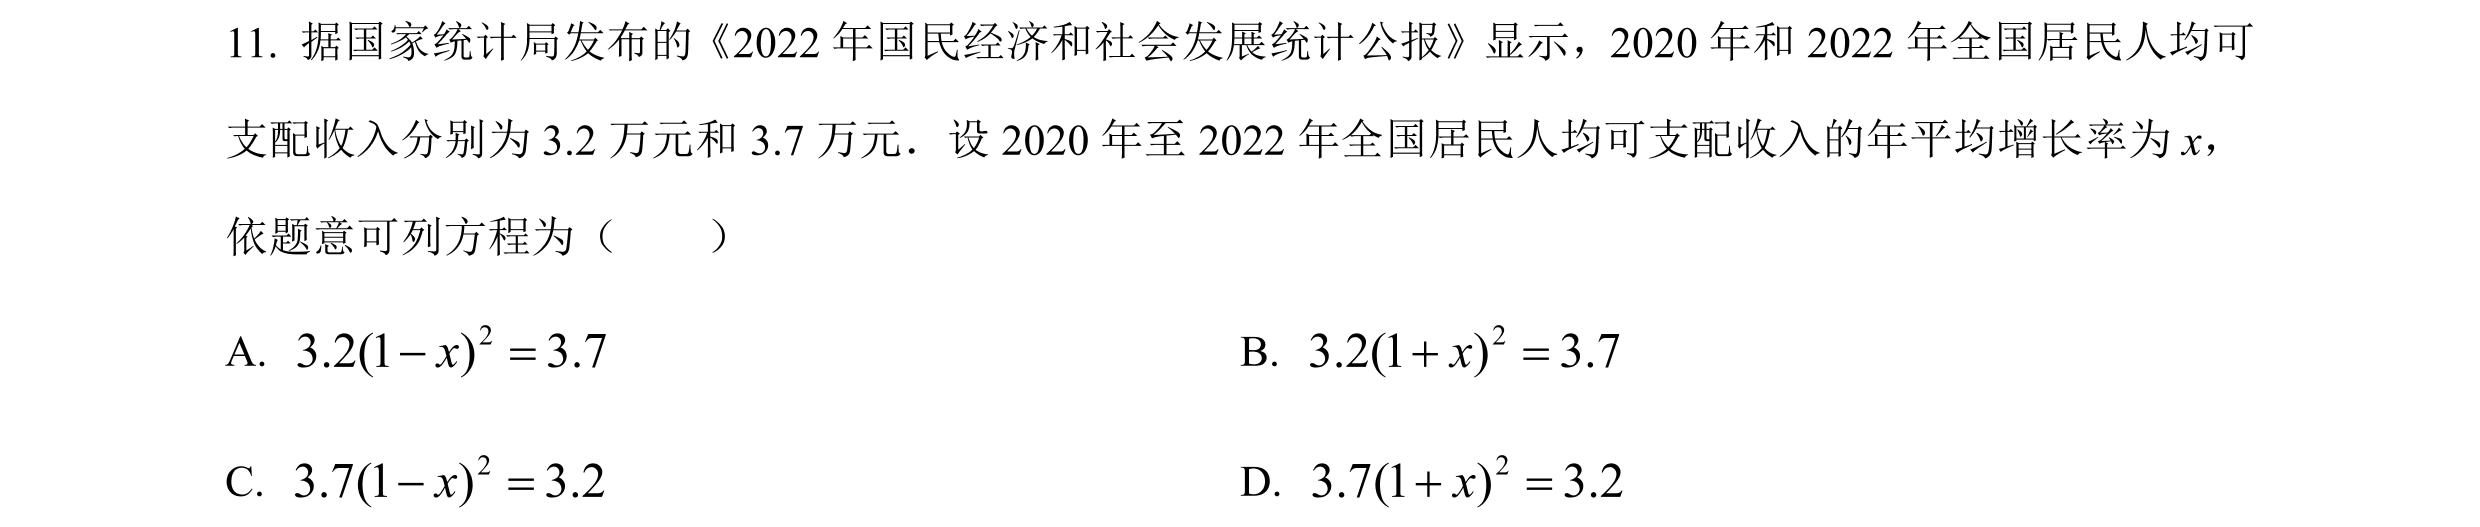 11. 据国家统计局发布的《2022 年国民经济和社会发展统计公报》显示，2020 年和 2022 年全国居民人均可
支配收入分别为 3.2 万元和 3.7 万元．设 2020 年至 2022 年全国居民人均可支配收入的年平均增长率为 x，
依题意可列方程为（　　）
A. 3.2(1−x)² = 3.7　　B. 3.2(1+x)² = 3.7
C. 3.7(1−x)² = 3.2　　D. 3.7(1+x)² = 3.2